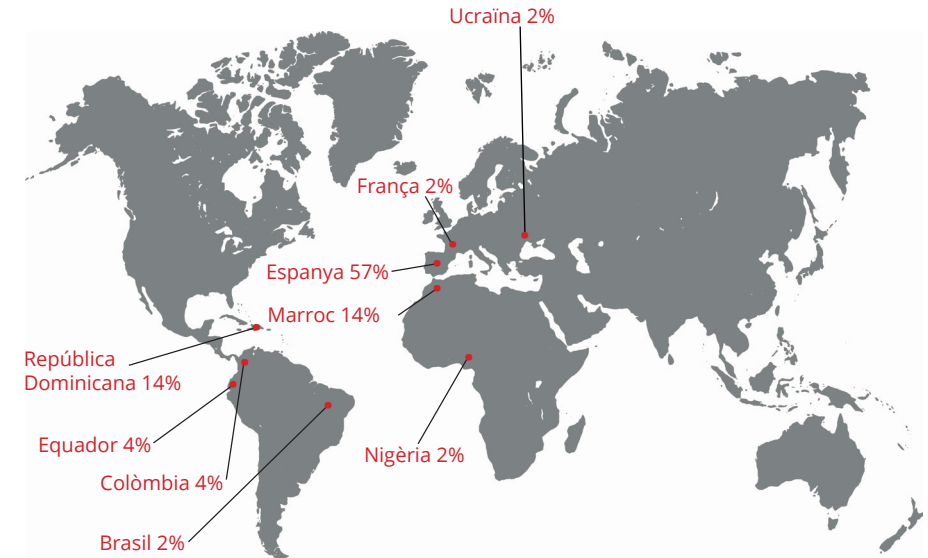 Ucraïna 2%
França 2%
Espanya 57%
Marroc 14%
República
Dominicana 14%
Equador 4%
Colòmbia 4%
Nigèria 2%
Brasil 2%